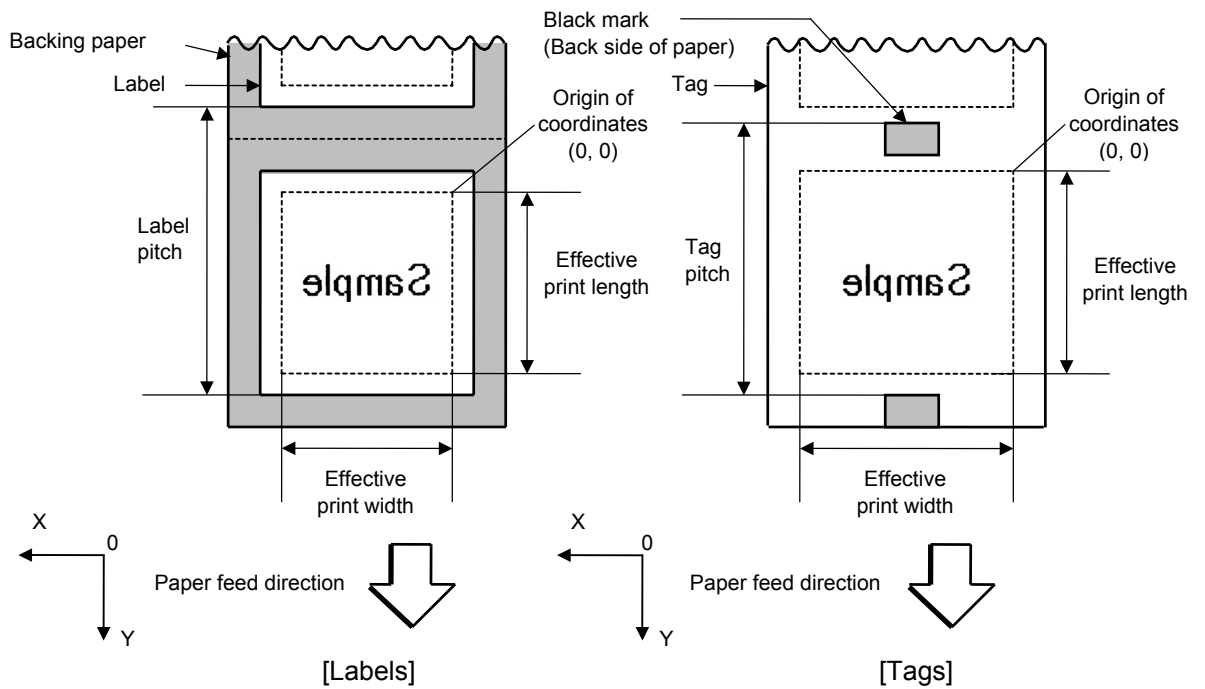 Backing paper
Label
Origin of
coordinates
(0, 0)
Label
pitch
Sample
Effective
print length
Effective
print width
X
0
Y
Paper feed direction
[Labels]
Black mark
(Back side of paper)
Tag
Origin of
coordinates
(0, 0)
Tag
pitch
Sample
Effective
print length
Effective
print width
X
0
Y
Paper feed direction
[Tags]